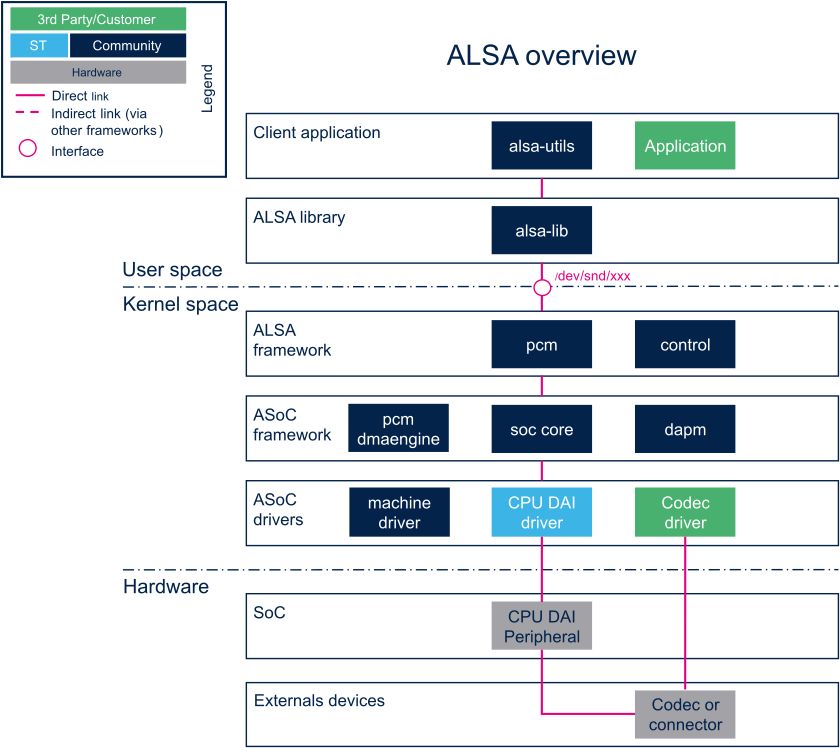 3rd Party/Customer
ST
Community
Hardware
Legend
Direct link
Indirect link (via
other frameworks)
Interface
ALSA overview
Client application
alsa-utils
Application
ALSA library
alsa-lib
User space
/dev/snd/xxx
Kernel space
ALSA
framework
pcm
control
ASoC
framework
pcm
dmaengine
soc core
dapm
ASoC
drivers
machine
driver
CPU DAI
driver
Codec
driver
Hardware
SoC
CPU DAI
Peripheral
Externals devices
Codec or
connector